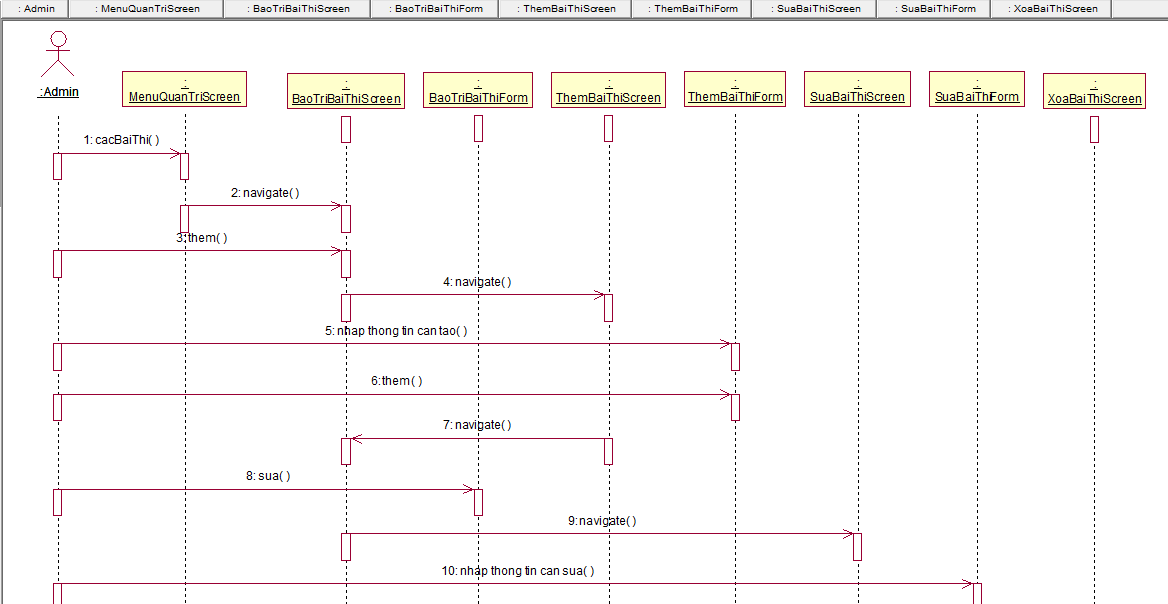 : Admin
: MenuQuanTriScreen
: BaoTriBaiThiScreen
: BaoTriBaiThiForm
: ThemBaiThiScreen
: ThemBaiThiForm
: SuaBaiThiScreen
: SuaBaiThiForm
: XoaBaiThiScreen
:Admin
:
MenuQuanTriScreen
:
BaoTriBaiThiScreen
:
BaoTriBaiThiForm
:
ThemBaiThiScreen
:
ThemBaiThiForm
:
SuaBaiThiScreen
:
SuaBaiThiForm
:
XoaBaiThiScreen
1: cacBaiThi( )
2: navigate( )
3: them( )
4: navigate( )
5: nhap thong tin can tao( )
6: them( )
7: navigate( )
8: sua( )
9: navigate( )
10: nhap thong tin can sua( )